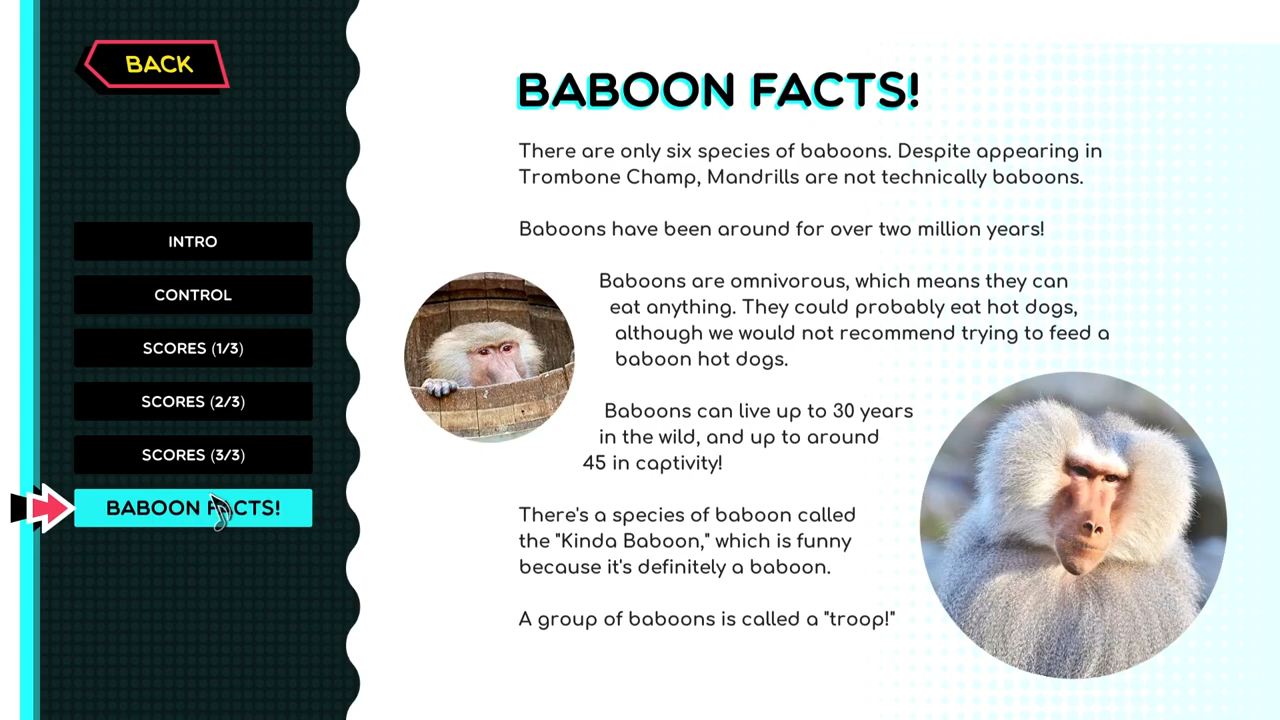 BACK
INTRO
CONTROL
SCORES (1/3)
SCORES (2/3)
SCORES (3/3)
BABOON FACTS!
BABOON FACTS!
There are only six species of baboons. Despite appearing in
Trombone Champ, Mandrills are not technically baboons.
Baboons have been around for over two million years!
Baboons are omnivorous, which means they can
eat anything. They could probably eat hot dogs,
although we would not recommend trying to feed a
baboon hot dogs.
Baboons can live up to 30 years
in the wild, and up to around
45 in captivity!
There's a species of baboon called
the "Kinda Baboon," which is funny
because it's definitely a baboon.
A group of baboons is called a "troop!"